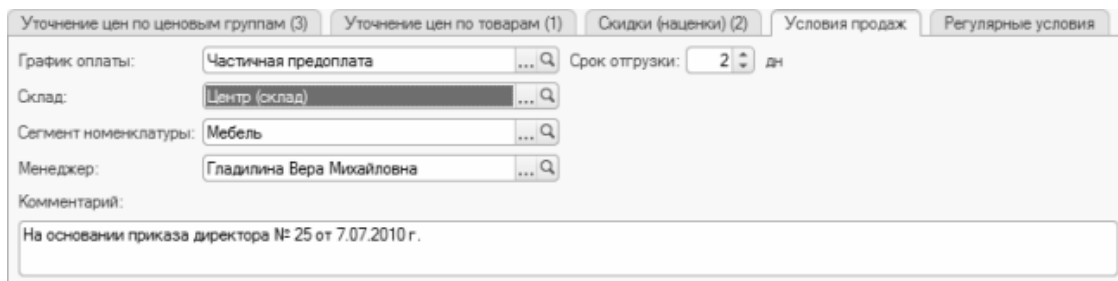 Уточнение цен по ценовым группам (3) Уточнение цен по товарам (1) Скидки (наценки) (2) Условия продаж Регулярные условия
График оплаты: Частичная предоплата ... Срок отгрузки: 2 дн
Склад: Центр (склад) ...
Сегмент номенклатуры: Мебель ...
Менеджер: Гладилина Вера Михайловна ...
Комментарий:
На основании приказа директора № 25 от 7.07.2010 г.